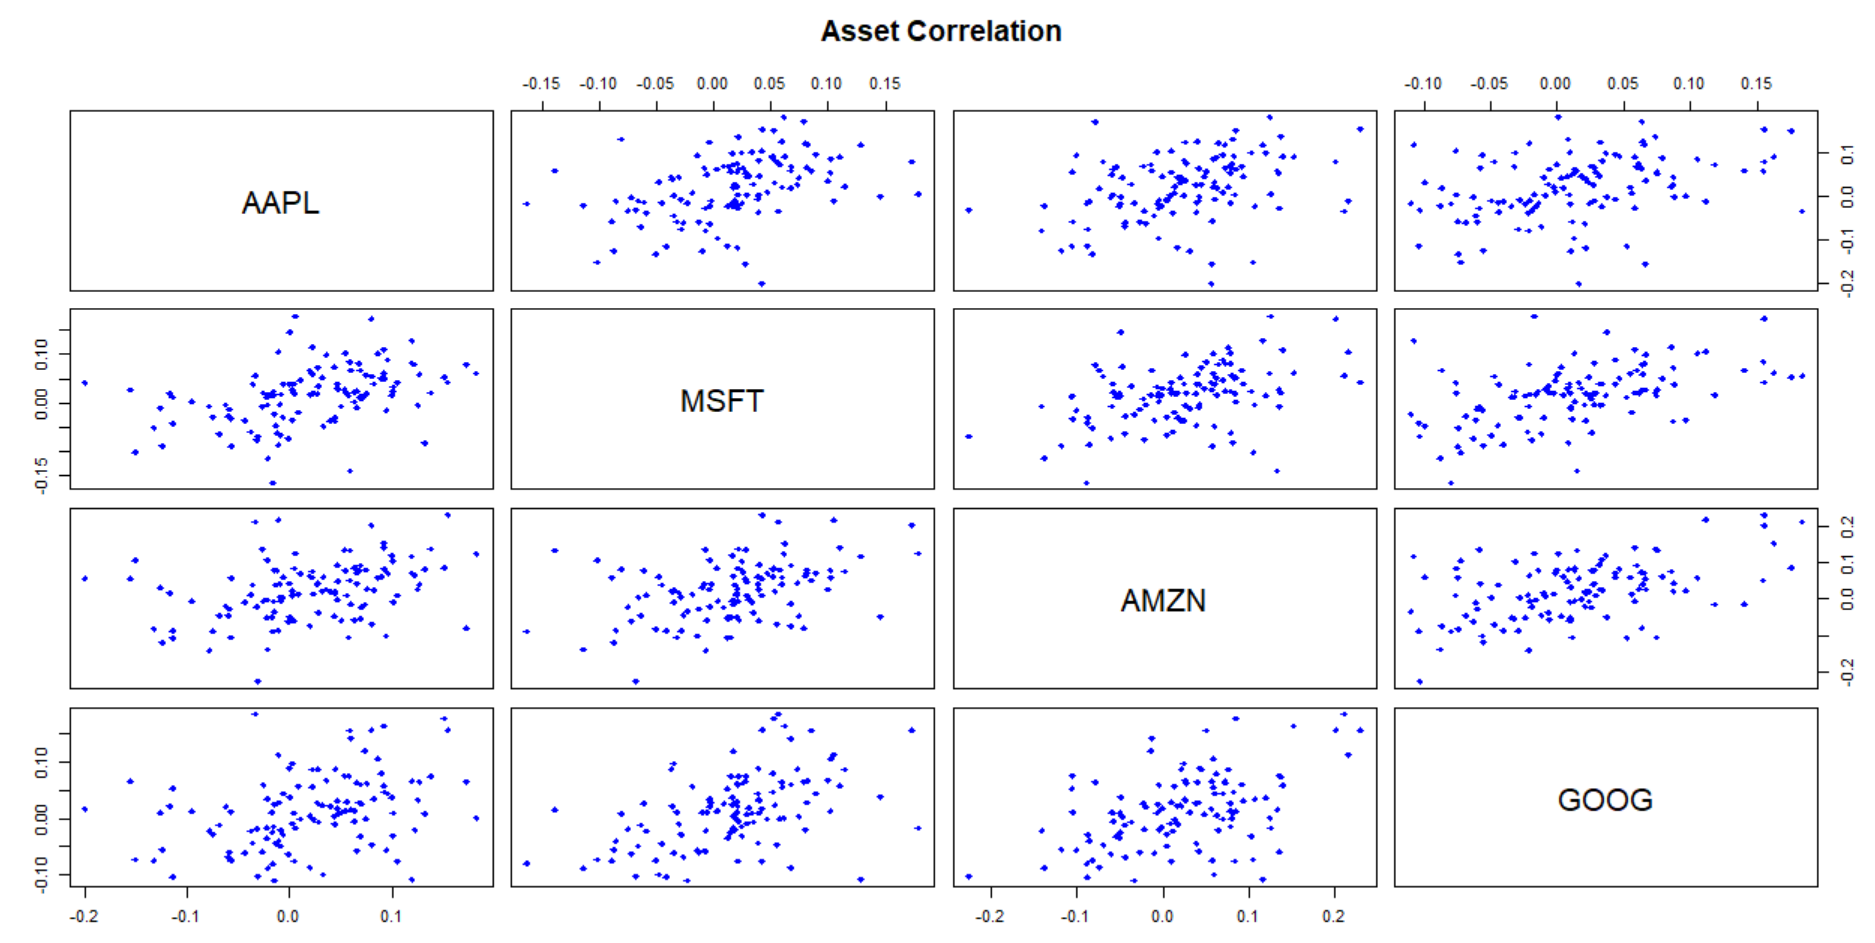 Asset Correlation
-0.15 -0.10 -0.05 0.00 0.05 0.10 0.15
-0.10 -0.05 0.00 0.05 0.10 0.15
AAPL
-0.2 -0.1 0.0 0.1
-0.15 0.00 0.10
MSFT
AMZN
-0.2 0.0 0.1 0.2
-0.10 0.00 0.10
GOOG
-0.2 -0.1 0.0 0.1
-0.2 -0.1 0.0 0.1 0.2